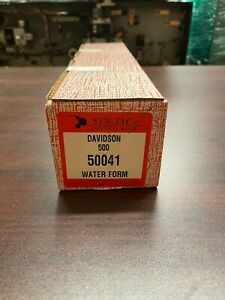 SYN-TAC
DAVIDSON
500
50041
WATER FORM